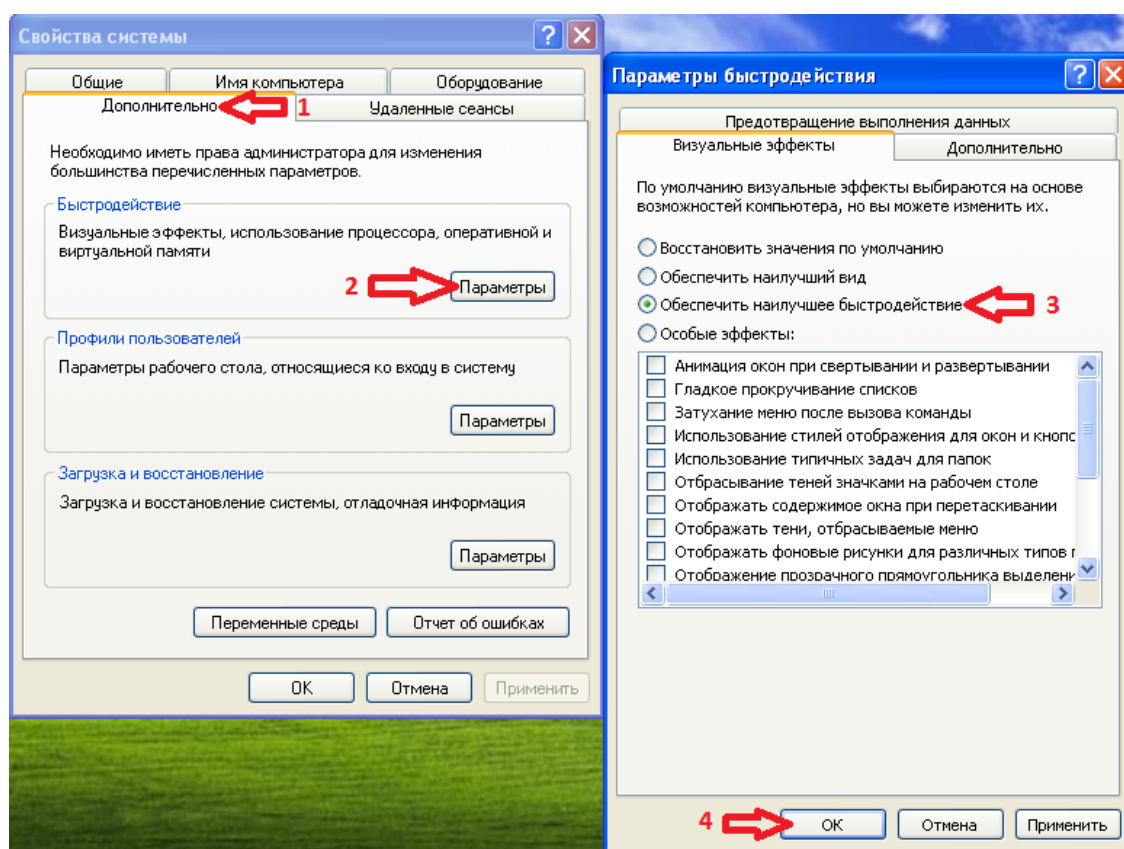 Свойства системы
Общие
Имя компьютера
Оборудование
Дополнительно
1
Удаленные сеансы
Необходимо иметь права администратора для изменения
большинства перечисленных параметров.
Быстродействие
Визуальные эффекты, использование процессора, оперативной и
виртуальной памяти
2
Параметры
Профили пользователей
Параметры рабочего стола, относящиеся ко входу в систему
Параметры
Загрузка и восстановление
Загрузка и восстановление системы, отладочная информация
Параметры
Переменные среды
Отчет об ошибках
OK
Отмена
Применить
Параметры быстродействия
Предотвращение выполнения данных
Визуальные эффекты
Дополнительно
По умолчанию визуальные эффекты выбираются на основе
возможностей компьютера, но вы можете изменить их.
Восстановить значения по умолчанию
Обеспечить наилучший вид
Обеспечить наилучшее быстродействие
3
Особые эффекты:
Анимация окон при свертывании и развертывании
Гладкое прокручивание списков
Затухание меню после вызова команды
Использование стилей отображения для окон и кнопс
Использование типичных задач для папок
Отбрасывание теней значками на рабочем столе
Отображать содержимое окна при перетаскивании
Отображать тени, отбрасываемые меню
Отображать фоновые рисунки для различных типов г
Отображение прозрачного прямоугольника выделени
4
OK
Отмена
Применить